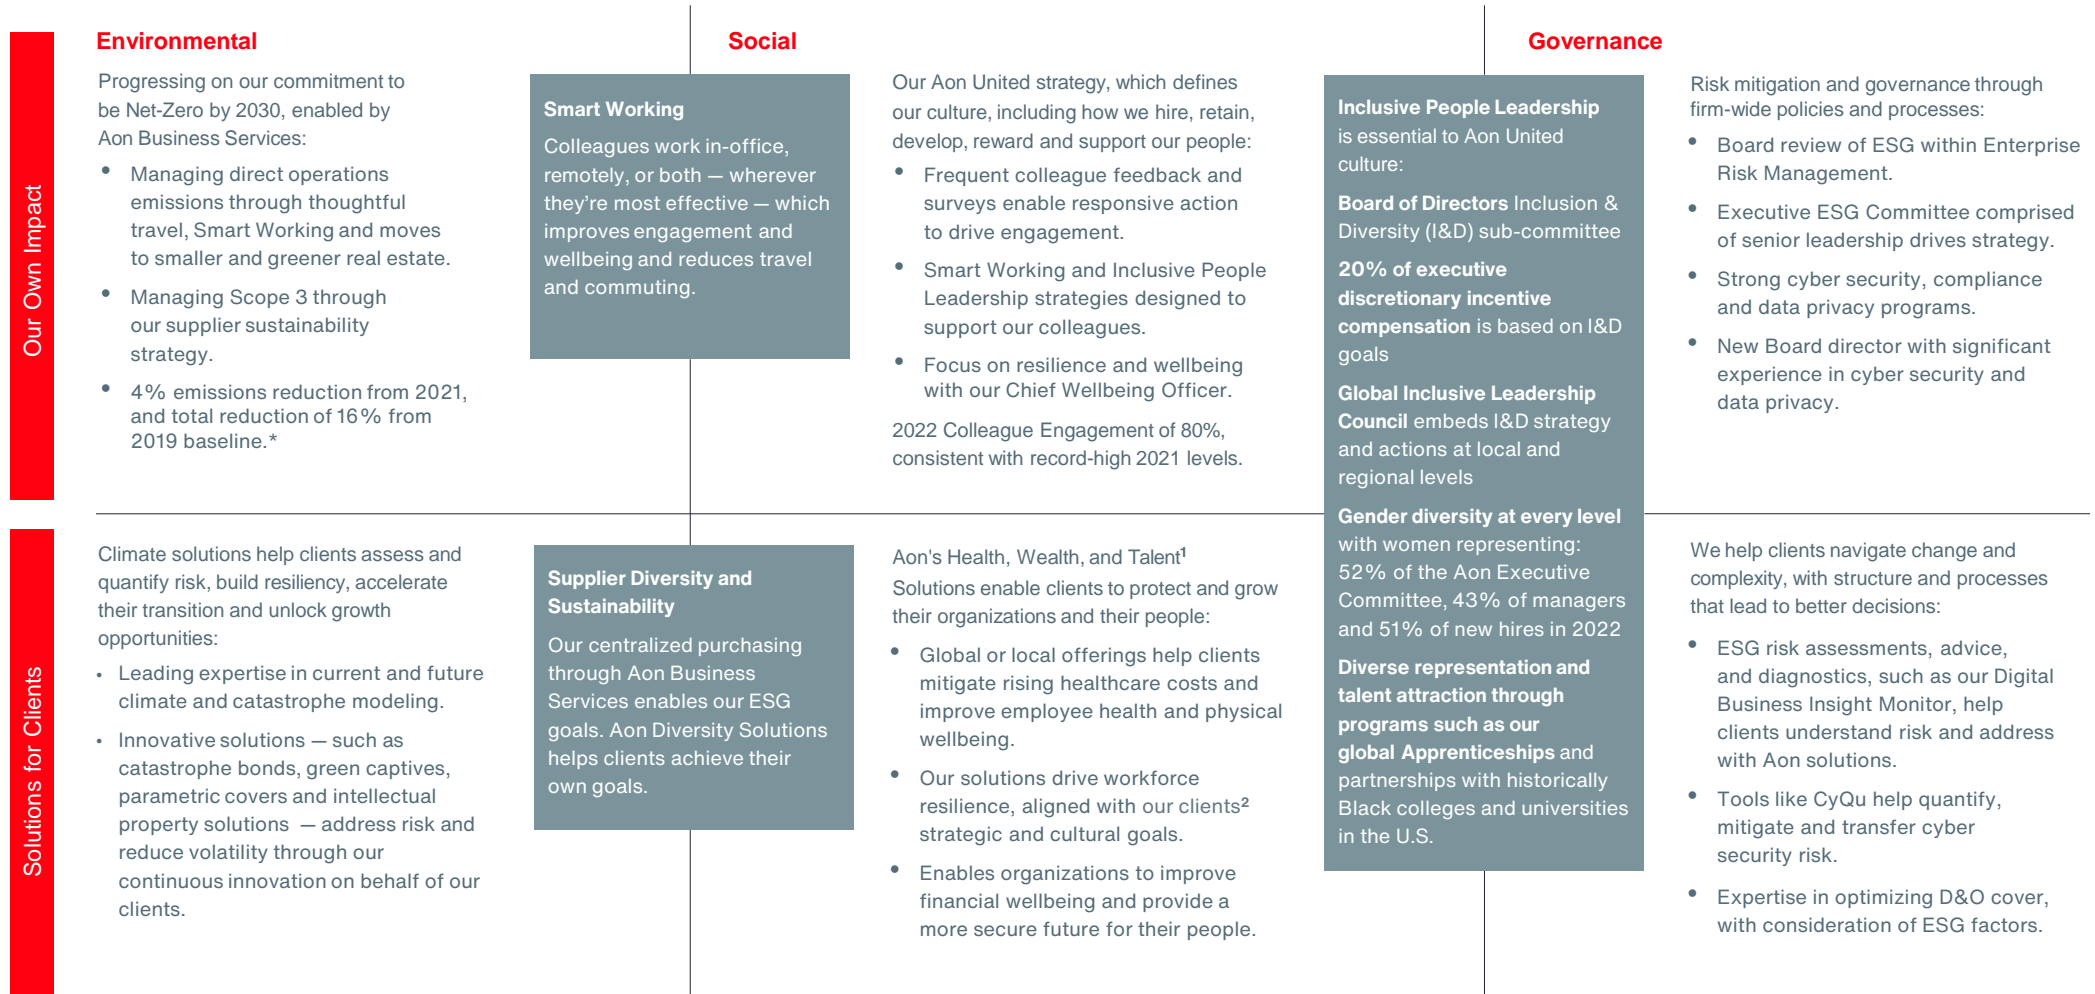 Environmental
Social
Governance
Our Own Impact
Progressing on our commitment to
be Net-Zero by 2030, enabled by
Aon Business Services:
• Managing direct operations
emissions through thoughtful
travel, Smart Working and moves
to smaller and greener real estate.
• Managing Scope 3 through
our supplier sustainability
strategy.
• 4% emissions reduction from 2021,
and total reduction of 16% from
2019 baseline.*
Smart Working
Colleagues work in-office,
remotely, or both — wherever
they’re most effective — which
improves engagement and
wellbeing and reduces travel
and commuting.
Our Aon United strategy, which defines
our culture, including how we hire, retain,
develop, reward and support our people:
• Frequent colleague feedback and
surveys enable responsive action
to drive engagement.
• Smart Working and Inclusive People
Leadership strategies designed to
support our colleagues.
• Focus on resilience and wellbeing
with our Chief Wellbeing Officer.
2022 Colleague Engagement of 80%,
consistent with record-high 2021 levels.
Inclusive People Leadership
is essential to Aon United
culture:
Board of Directors Inclusion &
Diversity (I&D) sub-committee
20% of executive
discretionary incentive
compensation is based on I&D
goals
Global Inclusive Leadership
Council embeds I&D strategy
and actions at local and
regional levels
Gender diversity at every level
with women representing:
52% of the Aon Executive
Committee, 43% of managers
and 51% of new hires in 2022
Diverse representation and
talent attraction through
programs such as our
global Apprenticeships and
partnerships with historically
Black colleges and universities
in the U.S.
Risk mitigation and governance through
firm-wide policies and processes:
• Board review of ESG within Enterprise
Risk Management.
• Executive ESG Committee comprised
of senior leadership drives strategy.
• Strong cyber security, compliance
and data privacy programs.
• New Board director with significant
experience in cyber security and
data privacy.
Solutions for Clients
Climate solutions help clients assess and
quantify risk, build resiliency, accelerate
their transition and unlock growth
opportunities:
• Leading expertise in current and future
climate and catastrophe modeling.
• Innovative solutions — such as
catastrophe bonds, green captives,
parametric covers and intellectual
property solutions — address risk and
reduce volatility through our
continuous innovation on behalf of our
clients.
Supplier Diversity and
Sustainability
Our centralized purchasing
through Aon Business
Services enables our ESG
goals. Aon Diversity Solutions
helps clients achieve their
own goals.
Aon's Health, Wealth, and Talent¹
Solutions enable clients to protect and grow
their organizations and their people:
• Global or local offerings help clients
mitigate rising healthcare costs and
improve employee health and physical
wellbeing.
• Our solutions drive workforce
resilience, aligned with our clients²
strategic and cultural goals.
• Enables organizations to improve
financial wellbeing and provide a
more secure future for their people.
We help clients navigate change and
complexity, with structure and processes
that lead to better decisions:
• ESG risk assessments, advice,
and diagnostics, such as our Digital
Business Insight Monitor, help
clients understand risk and address
with Aon solutions.
• Tools like CyQu help quantify,
mitigate and transfer cyber
security risk.
• Expertise in optimizing D&O cover,
with consideration of ESG factors.